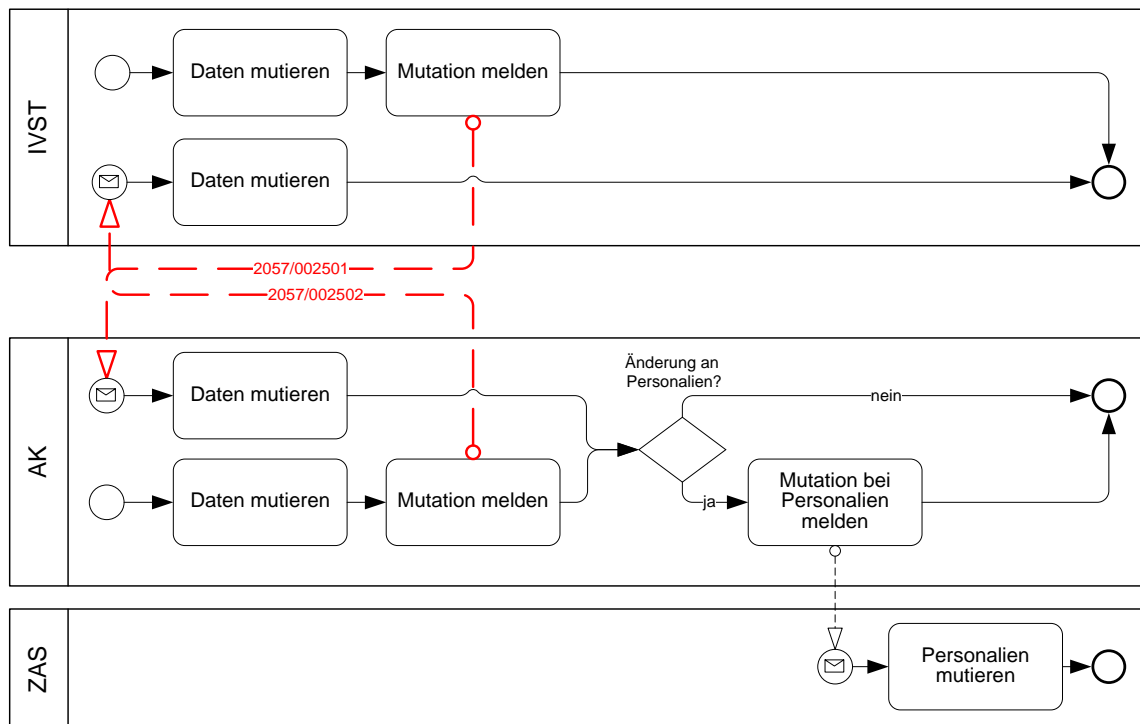 IVST
Daten mutieren
Mutation melden
Daten mutieren
2057/002501
2057/002502
AK
Daten mutieren
Änderung an
Personalien?
nein
Daten mutieren
Mutation melden
ja
Mutation bei
Personalien
melden
ZAS
Personalien
mutieren